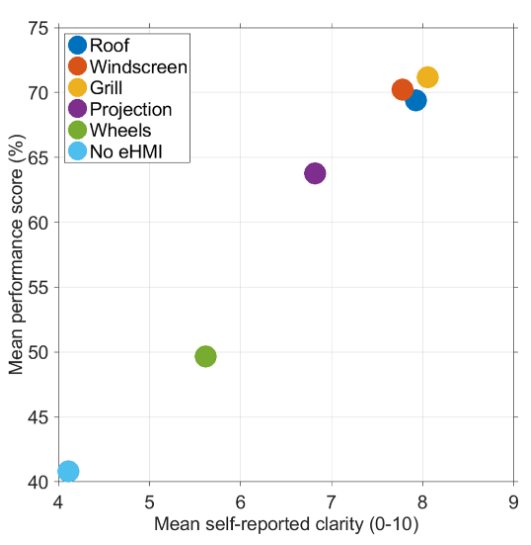 75
70
65
60
55
50
45
40
Mean performance score (%)
Roof
Windscreen
Grill
Projection
Wheels
No eHMI
4 5 6 7 8 9
Mean self-reported clarity (0-10)